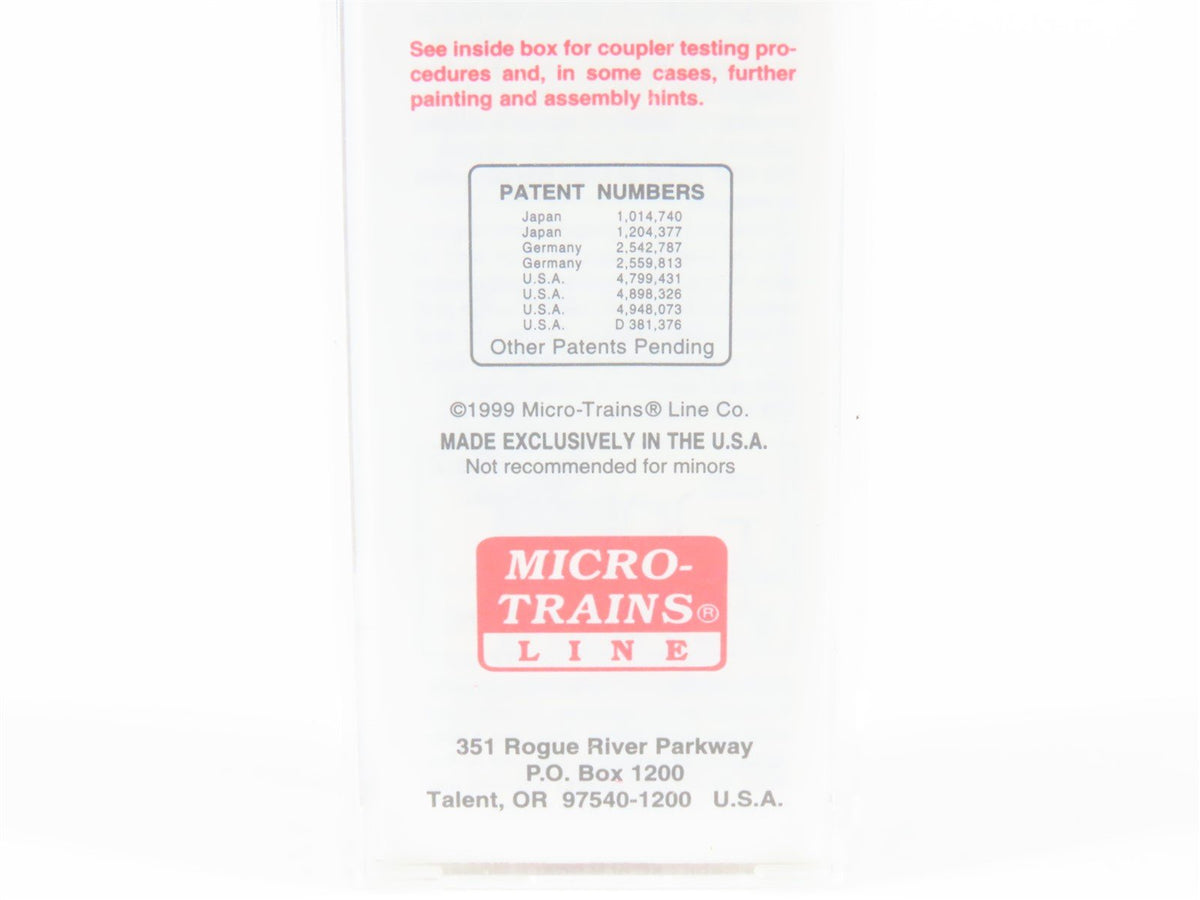 See inside box for coupler testing pro-
cedures and, in some cases, further
painting and assembly hints.
PATENT NUMBERS
Japan 1,014,740
Japan 1,204,377
Germany 2,542,787
Germany 2,559,813
U.S.A. 4,799,431
U.S.A. 4,898,326
U.S.A. 4,948,073
U.S.A. D 381,376
Other Patents Pending
©1999 Micro-Trains® Line Co.
MADE EXCLUSIVELY IN THE U.S.A.
Not recommended for minors
MICRO-
TRAINS®
LINE
351 Rogue River Parkway
P.O. Box 1200
Talent, OR 97540-1200 U.S.A.